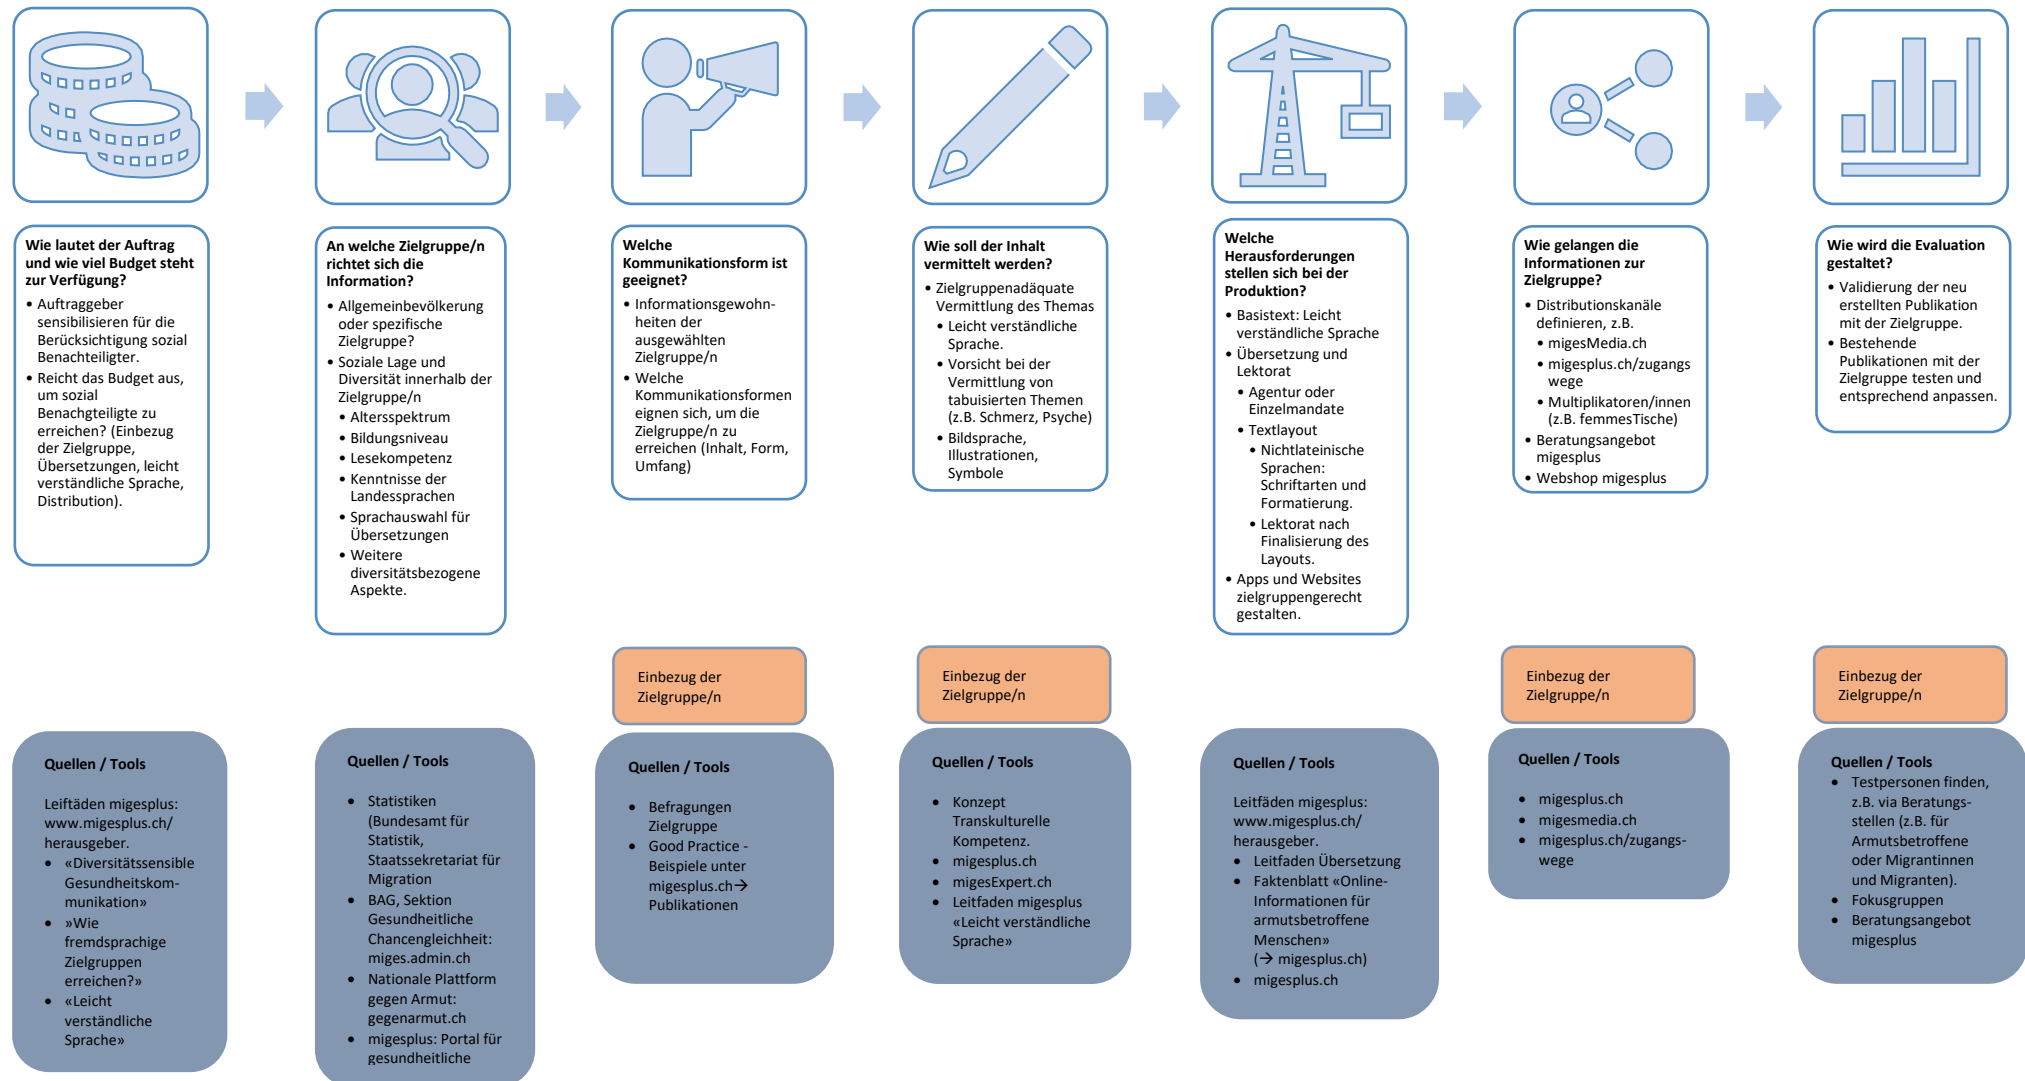 Wie lautet der Auftrag
und wie viel Budget steht
zur Verfügung?
• Auftraggeber
sensibilisieren für die
Berücksichtigung sozial
Benachteiligter.
• Reicht das Budget aus,
um sozial
Benachgteiligte zu
erreichen? (Einbezug
der Zielgruppe,
Übersetzungen, leicht
verständliche Sprache,
Distribution).
An welche Zielgruppe/n
richtet sich die
Information?
• Allgemeinbevölkerung
oder spezifische
Zielgruppe?
• Soziale Lage und
Diversität innerhalb der
Zielgruppe/n
• Altersspektrum
• Bildungsniveau
• Lesekompetenz
• Kenntnisse der
Landessprachen
• Sprachauswahl für
Übersetzungen
• Weitere
diversitätsbezogene
Aspekte.
Welche
Kommunikationsform ist
geeignet?
• Informationsgewohn-
heiten der
ausgewählten
Zielgruppe/n
• Welche
Kommunikationsformen
eignen sich, um die
Zielgruppe/n zu
erreichen (Inhalt, Form,
Umfang)
Wie soll der Inhalt
vermittelt werden?
• Zielgruppenadäquate
Vermittlung des Themas
• Leicht verständliche
Sprache.
• Vorsicht bei der
Vermittlung von
tabuisierten Themen
(z.B. Schmerz, Psyche)
• Bildsprache,
Illustrationen,
Symbole
Welche
Herausforderungen
stellen sich bei der
Produktion?
• Basistext: Leicht
verständliche Sprache
• Übersetzung und
Lektorat
• Agentur oder
Einzelmandate
• Textlayout
• Nichtlateinische
Sprachen:
Schriftarten und
Formatierung.
• Lektorat nach
Finalisierung des
Layouts.
• Apps und Websites
zielgruppengerecht
gestalten.
Wie gelangen die
Informationen zur
Zielgruppe?
• Distributionskanäle
definieren, z.B.
• migesMedia.ch
• migesplus.ch/zugangs
wege
• Multiplikatoren/innen
(z.B. femmesTische)
• Beratungsangebot
migesplus
• Webshop migesplus
Wie wird die Evaluation
gestaltet?
• Validierung der neu
erstellten Publikation
mit der Zielgruppe.
• Bestehende
Publikationen mit der
Zielgruppe testen und
entsprechend anpassen.
Einbezug der
Zielgruppe/n
Einbezug der
Zielgruppe/n
Einbezug der
Zielgruppe/n
Einbezug der
Zielgruppe/n
Quellen / Tools
Leiftäden migesplus:
www.migesplus.ch/
herausgeber.
• «Diversitätssensible
Gesundheitskom-
munikation»
• »Wie
fremdsprachige
Zielgruppen
erreichen?»
• «Leicht
verständliche
Sprache»
Quellen / Tools
• Statistiken
(Bundesamt für
Statistik,
Staatssekretariat für
Migration
• BAG, Sektion
Gesundheitliche
Chancengleichheit:
miges.admin.ch
• Nationale Plattform
gegen Armut:
gegenarmut.ch
• migesplus: Portal für
gesundheitliche
Quellen / Tools
• Befragungen
Zielgruppe
• Good Practice -
Beispiele unter
migesplus.ch→
Publikationen
Quellen / Tools
• Konzept
Transkulturelle
Kompetenz.
• migesplus.ch
• migesExpert.ch
• Leitfaden migesplus
«Leicht verständliche
Sprache»
Quellen / Tools
Leitfäden migesplus:
www.migesplus.ch/
herausgeber.
• Leitfaden Übersetzung
• Faktenblatt «Online-
Informationen für
armutsbetroffene
Menschen»
(→ migesplus.ch)
• migesplus.ch
Quellen / Tools
• migesplus.ch
• migesmedia.ch
• migesplus.ch/zugangs-
wege
Quellen / Tools
• Testpersonen finden,
z.B. via Beratungs-
stellen (z.B. für
Armutsbetroffene
oder Migrantinnen
und Migranten).
• Fokusgruppen
• Beratungsangebot
migesplus